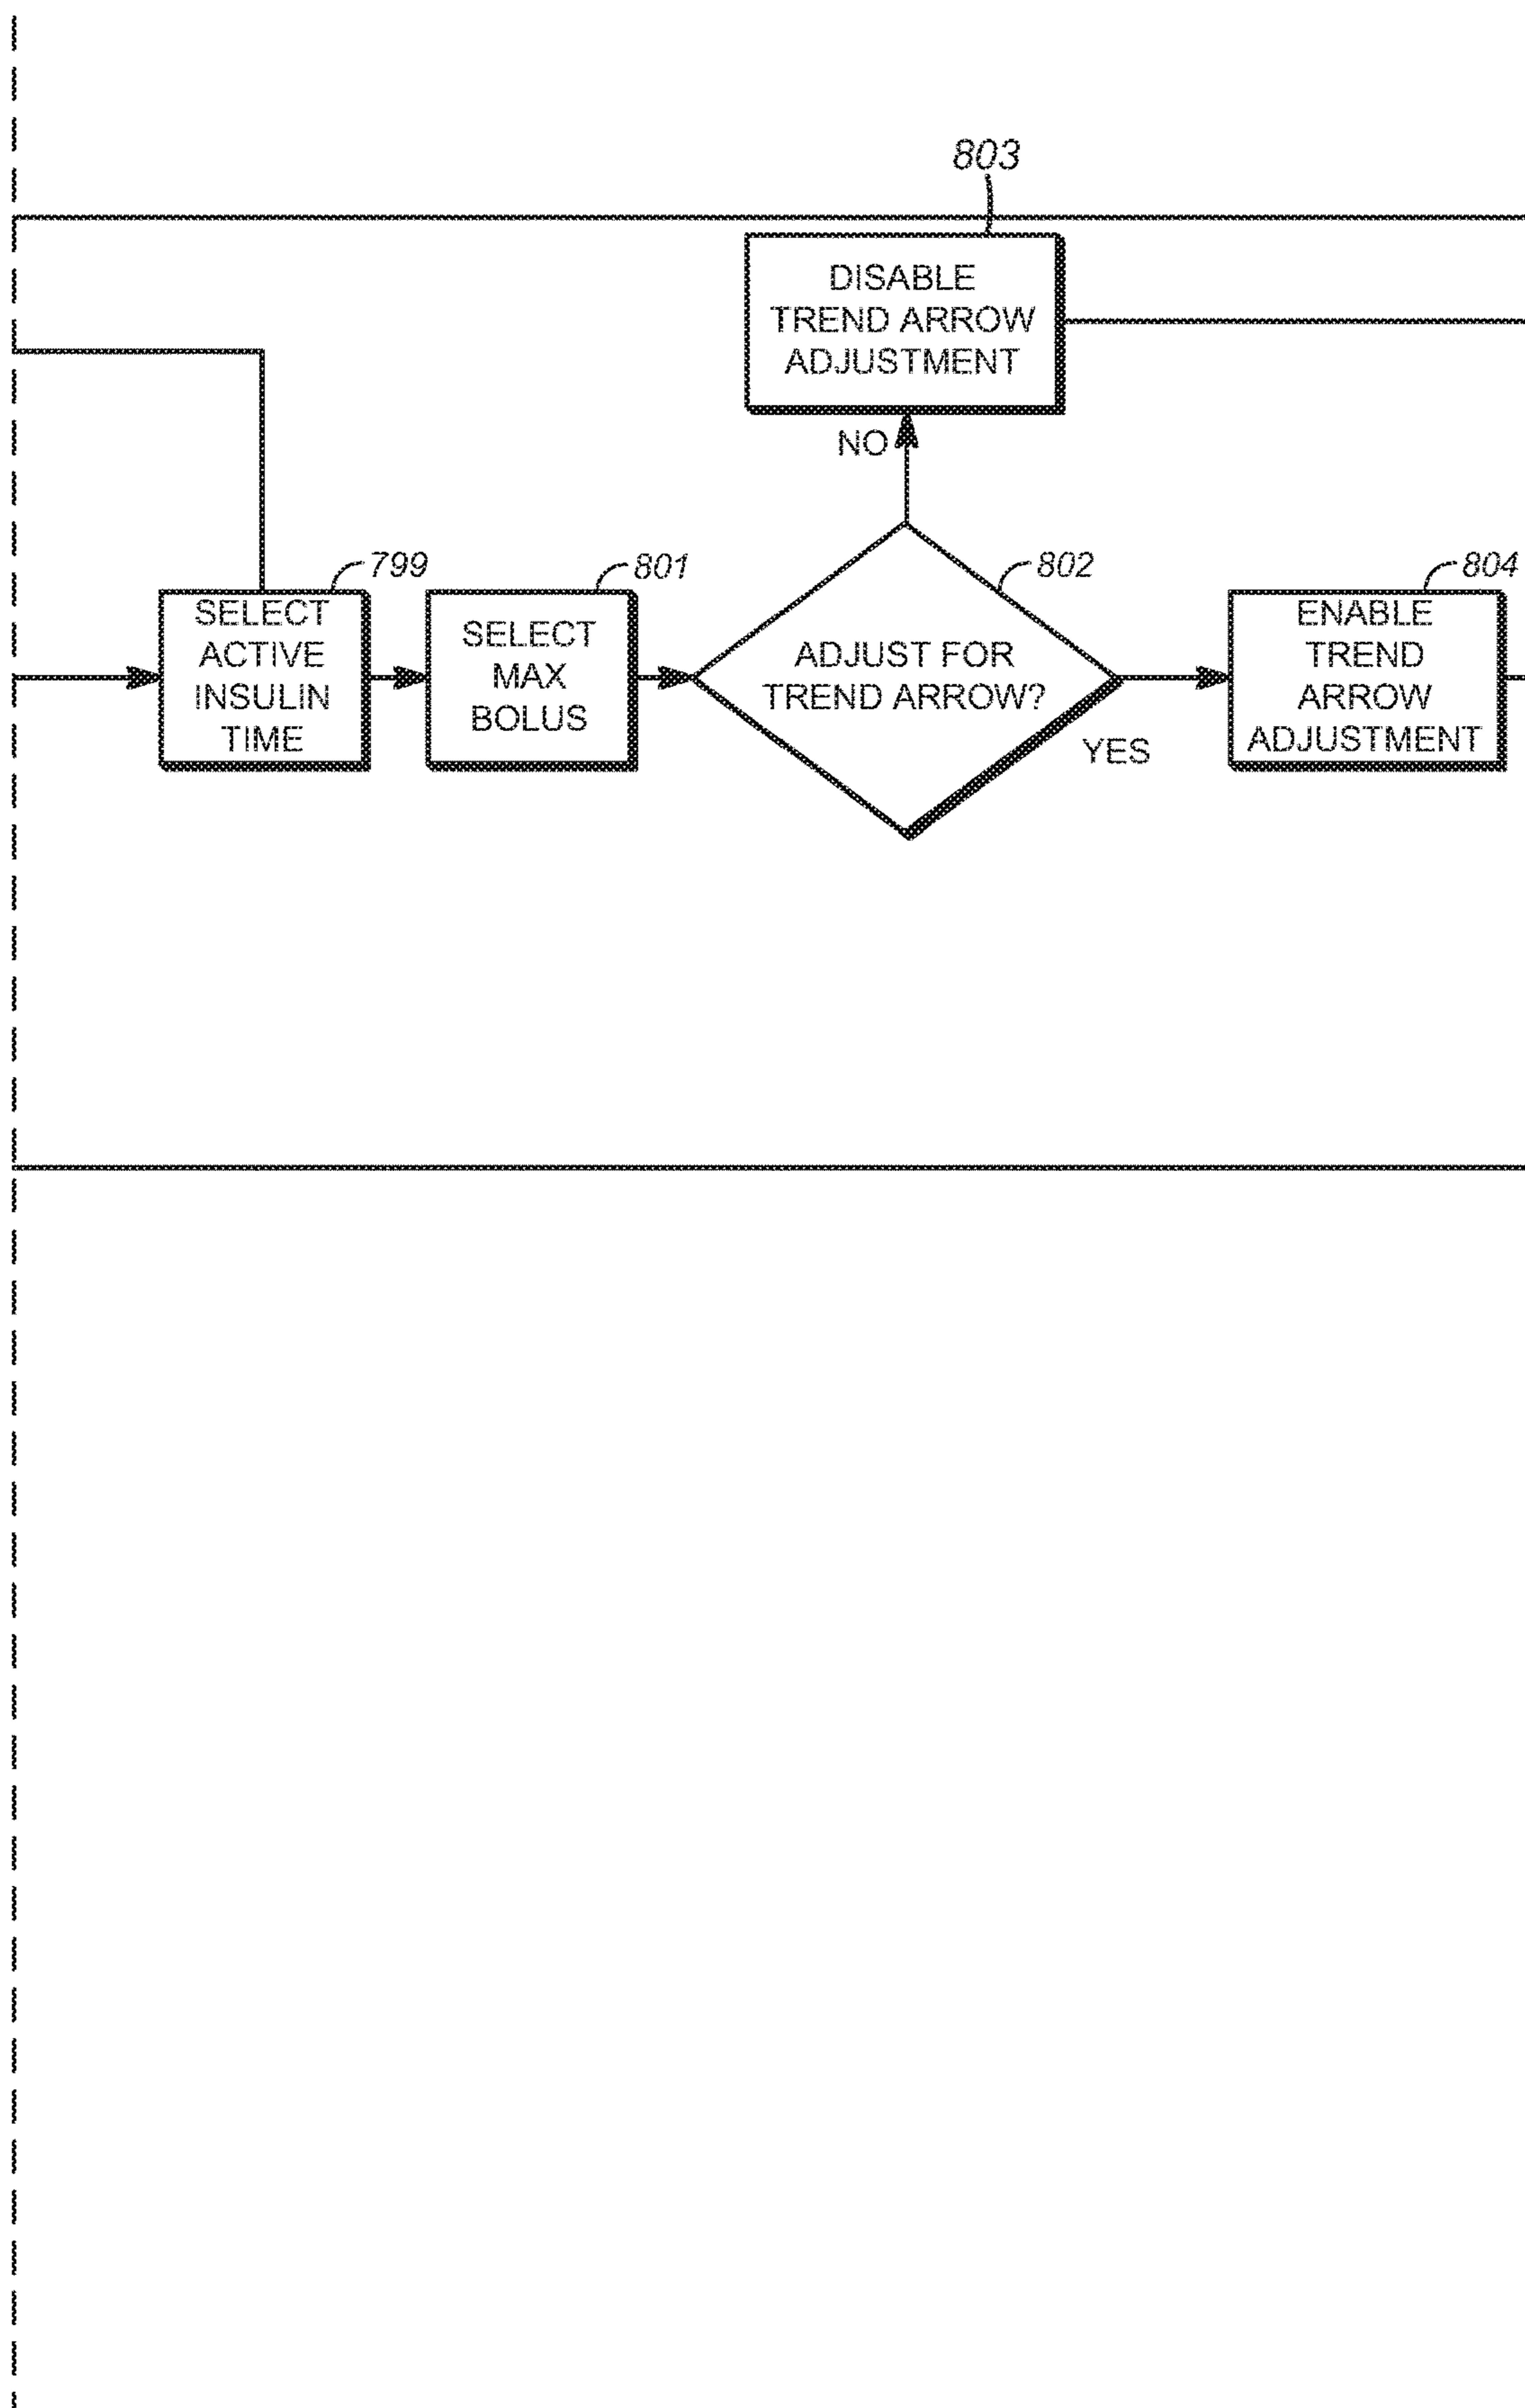 803
DISABLE
TREND ARROW
ADJUSTMENT
NO
799
SELECT
ACTIVE
INSULIN
TIME
801
SELECT
MAX
BOLUS
802
ADJUST FOR
TREND ARROW?
YES
804
ENABLE
TREND
ARROW
ADJUSTMENT